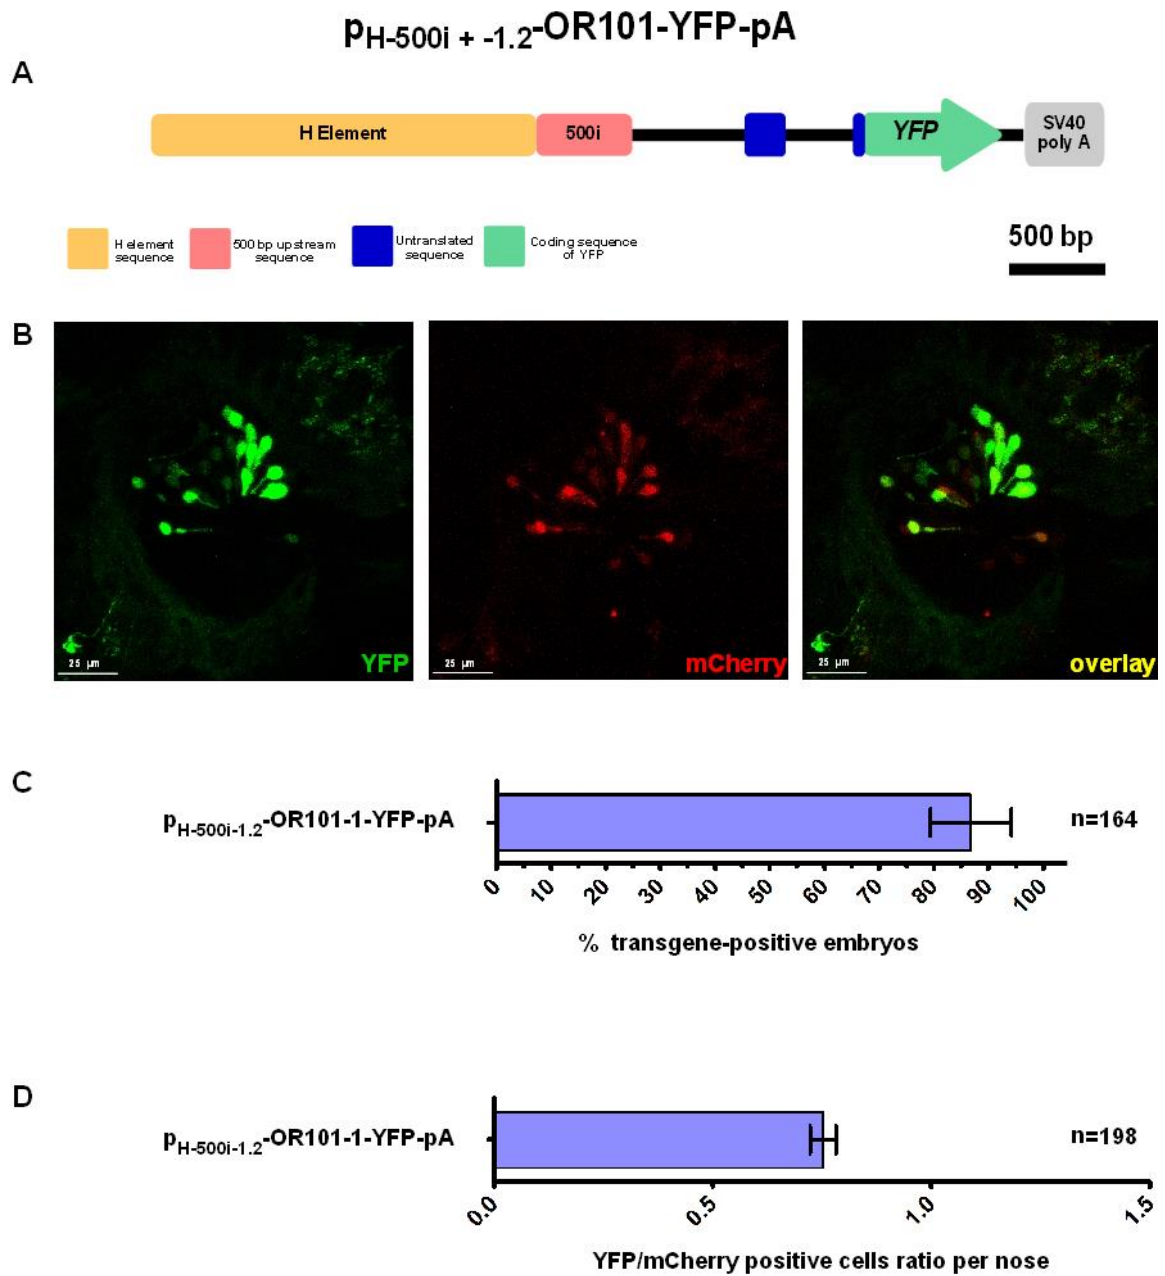 pH-500i + -1.2-OR101-YFP-pA
A
H Element 500i YFP SV40
poly A
H element
sequence
500 bp upstream
sequence
Untranslated
sequence
Coding sequence
of YFP
500 bp
B
25 µm YFP
25 µm mCherry
25 µm overlay
C
pH-500i-1.2-OR101-1-YFP-pA
n=164
0 10 20 30 40 50 60 70 80 90 100
% transgene-positive embryos
D
pH-500i-1.2-OR101-1-YFP-pA
n=198
0.0 0.5 1.0 1.5
YFP/mCherry positive cells ratio per nose